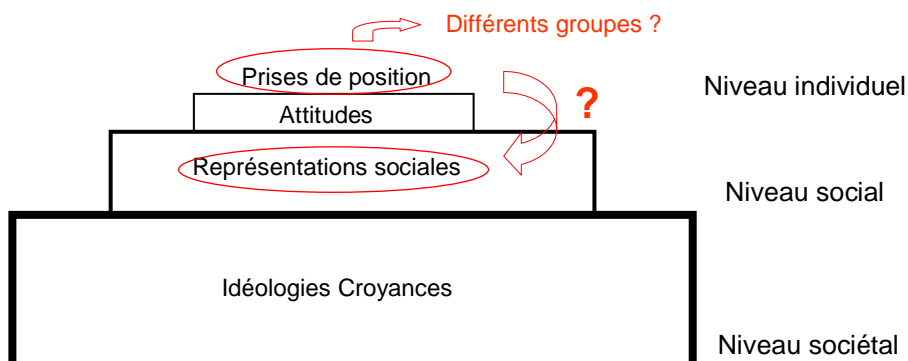 Différents groupes ?
Prises de position
Niveau individuel
?
Attitudes
Représentations sociales
Niveau social
Idéologies Croyances
Niveau sociétal